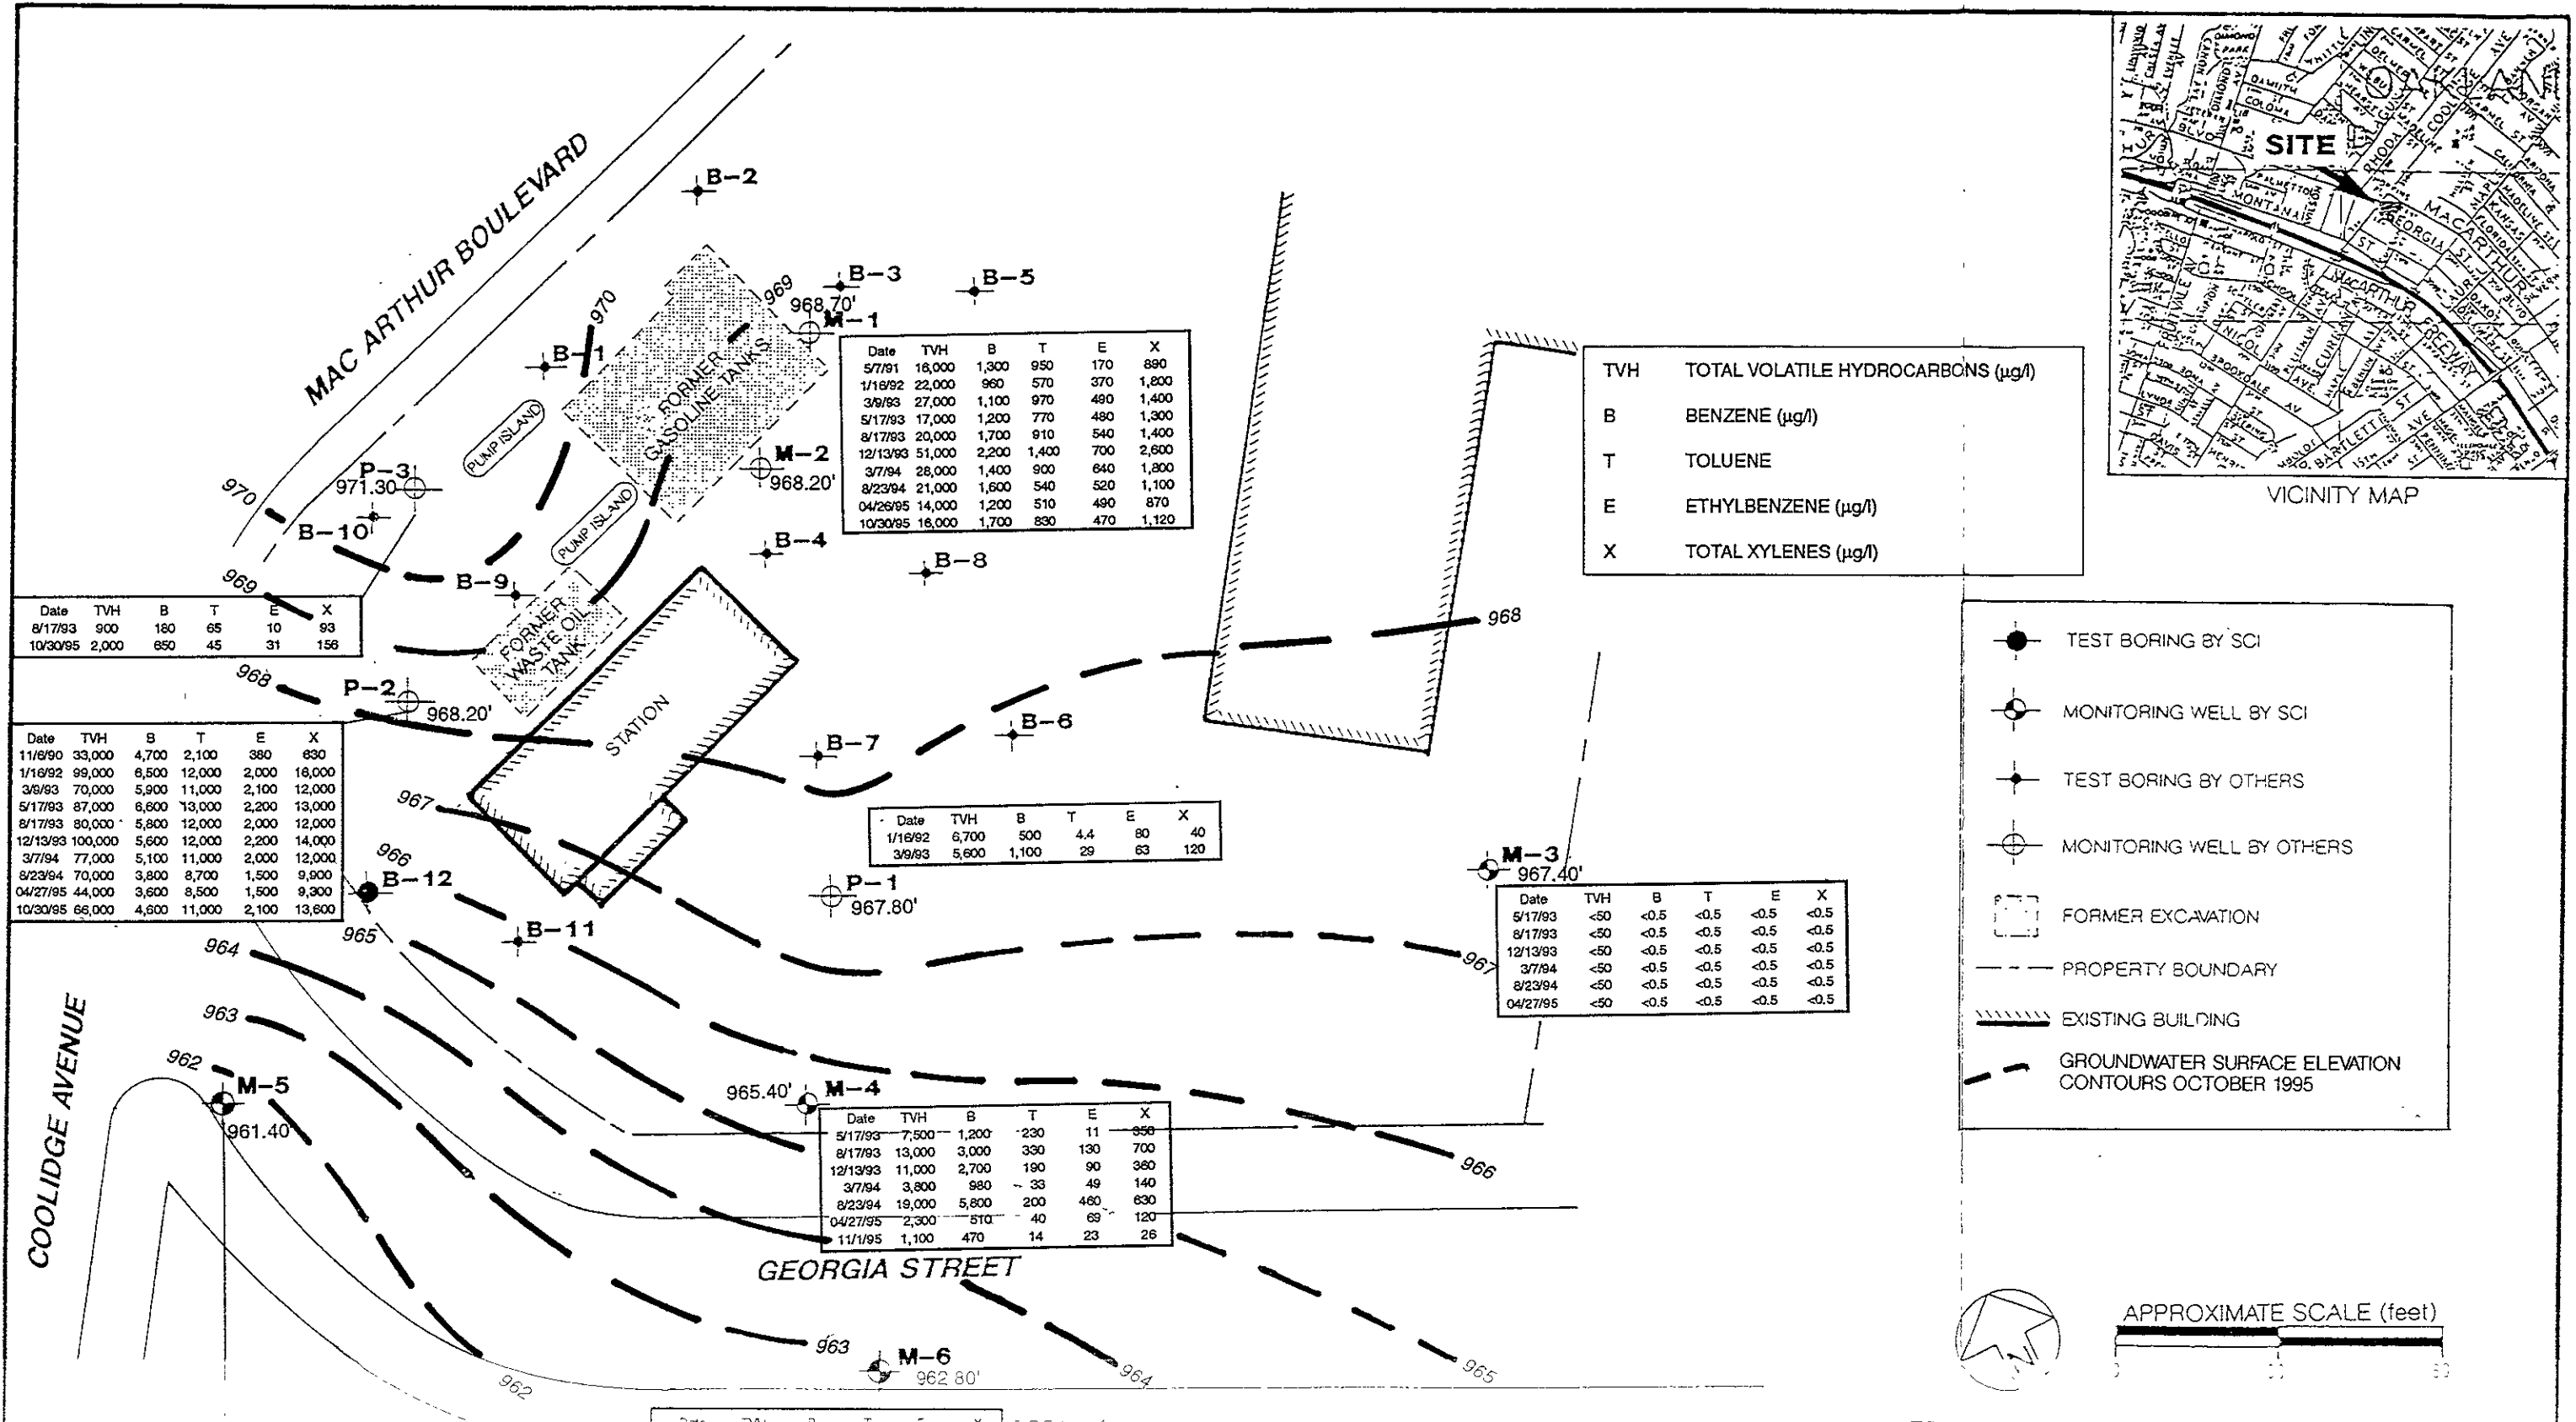 MAC ARTHUR BOULEVARD
B-2
B-3
B-5
969
968.70'
M-1
970
B-1
FORMER
GASOLINE TANKS
PUMP ISLAND
M-2
968.20'
P-3
971.30
970
B-10
PUMP ISLAND
B-4
B-8
B-9
969
FORMER
WASTE OIL
TANK
Date TVH B T E X
5/7/91 16,000 1,300 950 170 890
1/16/92 22,000 960 570 370 1,800
3/9/93 27,000 1,100 970 490 1,400
5/17/93 17,000 1,200 770 480 1,300
8/17/93 20,000 1,700 910 540 1,400
12/13/93 51,000 2,200 1,400 700 2,600
3/7/94 28,000 1,400 900 640 1,800
8/23/94 21,000 1,600 540 520 1,100
04/26/95 14,000 1,200 510 490 870
10/30/95 16,000 1,700 830 470 1,120
Date TVH B T E X
8/17/93 900 180 65 10 93
10/30/95 2,000 650 45 31 156
968
P-2
968.20'
STATION
968
B-6
B-7
Date TVH B T E X
11/6/90 33,000 4,700 2,100 380 630
1/16/92 99,000 6,500 12,000 2,000 16,000
3/9/93 70,000 5,900 11,000 2,100 12,000
5/17/93 87,000 6,600 13,000 2,200 13,000
8/17/93 80,000 5,800 12,000 2,000 12,000
12/13/93 100,000 5,600 12,000 2,200 14,000
3/7/94 77,000 5,100 11,000 2,000 12,000
8/23/94 70,000 3,800 8,700 1,500 9,900
04/27/95 44,000 3,600 8,500 1,500 9,300
10/30/95 66,000 4,600 11,000 2,100 13,600
967
Date TVH B T E X
1/16/92 6,700 500 4.4 80 40
3/9/93 5,600 1,100 29 63 120
966
B-12
P-1
967.80'
M-3
967.40'
Date TVH B T E X
5/17/93 <50 <0.5 <0.5 <0.5 <0.5
8/17/93 <50 <0.5 <0.5 <0.5 <0.5
12/13/93 <50 <0.5 <0.5 <0.5 <0.5
3/7/94 <50 <0.5 <0.5 <0.5 <0.5
8/23/94 <50 <0.5 <0.5 <0.5 <0.5
04/27/95 <50 <0.5 <0.5 <0.5 <0.5
B-11
965
964
967
963
962
M-5
961.40'
965.40'
M-4
Date TVH B T E X
5/17/93 7,500 1,200 230 11 350
8/17/93 13,000 3,000 330 130 700
12/13/93 11,000 2,700 190 90 360
3/7/94 3,800 980 33 49 140
8/23/94 19,000 5,800 200 460 630
04/27/95 2,300 510 40 69 120
11/1/95 1,100 470 14 23 26
966
COOLIDGE AVENUE
GEORGIA STREET
963
M-6
962 80'
964
965
962
TVH TOTAL VOLATILE HYDROCARBONS (µg/l)
B BENZENE (µg/l)
T TOLUENE
E ETHYLBENZENE (µg/l)
X TOTAL XYLENES (µg/l)
SITE
MACARTHUR
GEORGIA
MACARTHUR FREEWAY
MONTANA
BARTLETT
COLOMA
VICINITY MAP
TEST BORING BY SCI
MONITORING WELL BY SCI
TEST BORING BY OTHERS
MONITORING WELL BY OTHERS
FORMER EXCAVATION
PROPERTY BOUNDARY
EXISTING BUILDING
GROUNDWATER SURFACE ELEVATION
CONTOURS OCTOBER 1995
APPROXIMATE SCALE (feet)